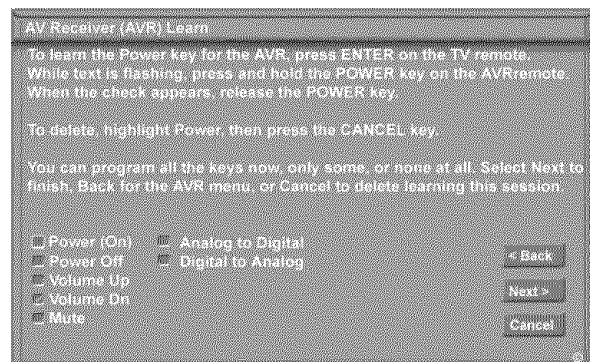 AV Receiver (AVR) Learn
To learn the Power key for the AVR, press ENTER on the TV remote.
While text is flashing, press and hold the POWER key on the AVRremote.
When the check appears, release the POWER key.
To delete, highlight Power, then press the CANCEL key.
You can program all the keys now, only some, or none at all. Select Next to
finish, Back for the AVR menu, or Cancel to delete learning this session.
Power (On)
Power Off
Volume Up
Volume Dn
Mute
Analog to Digital
Digital to Analog
< Back
Next >
Cancel